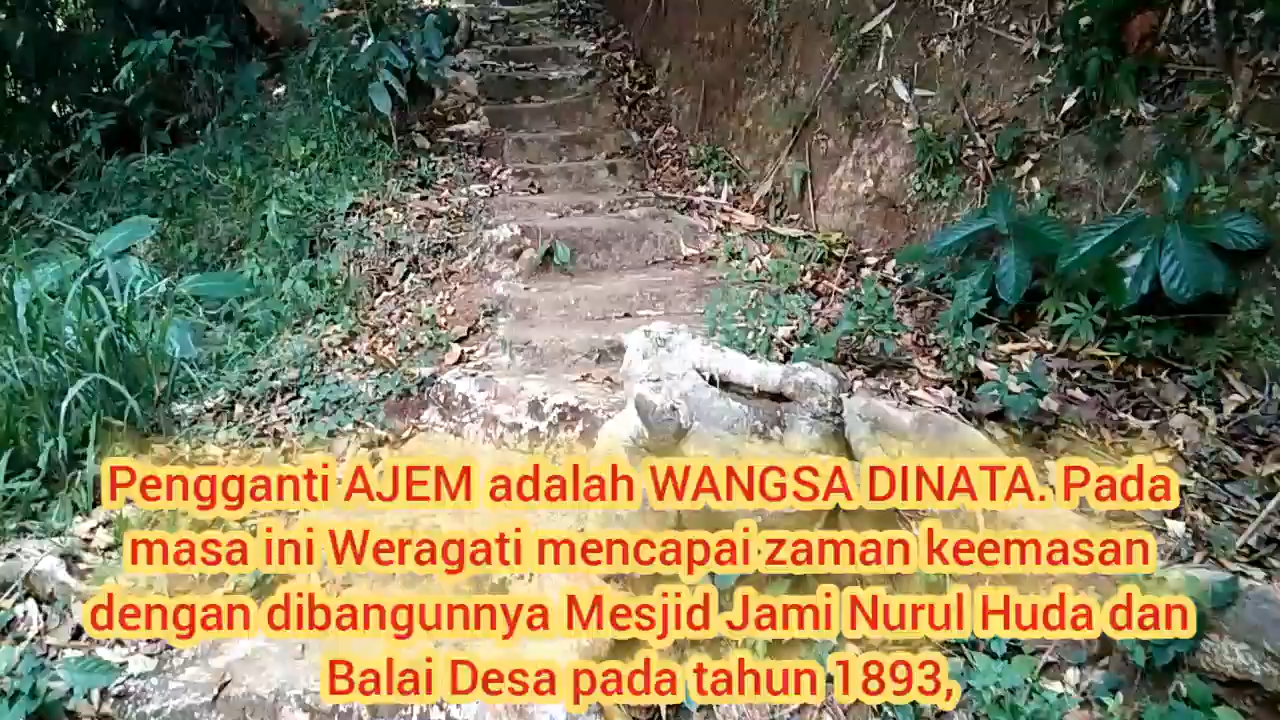 Pengganti AJEM adalah WANGSA DINATA. Pada
masa ini Weragati mencapai zaman keemasan
dengan dibangunnya Mesjid Jami Nurul Huda dan
Balai Desa pada tahun 1893,